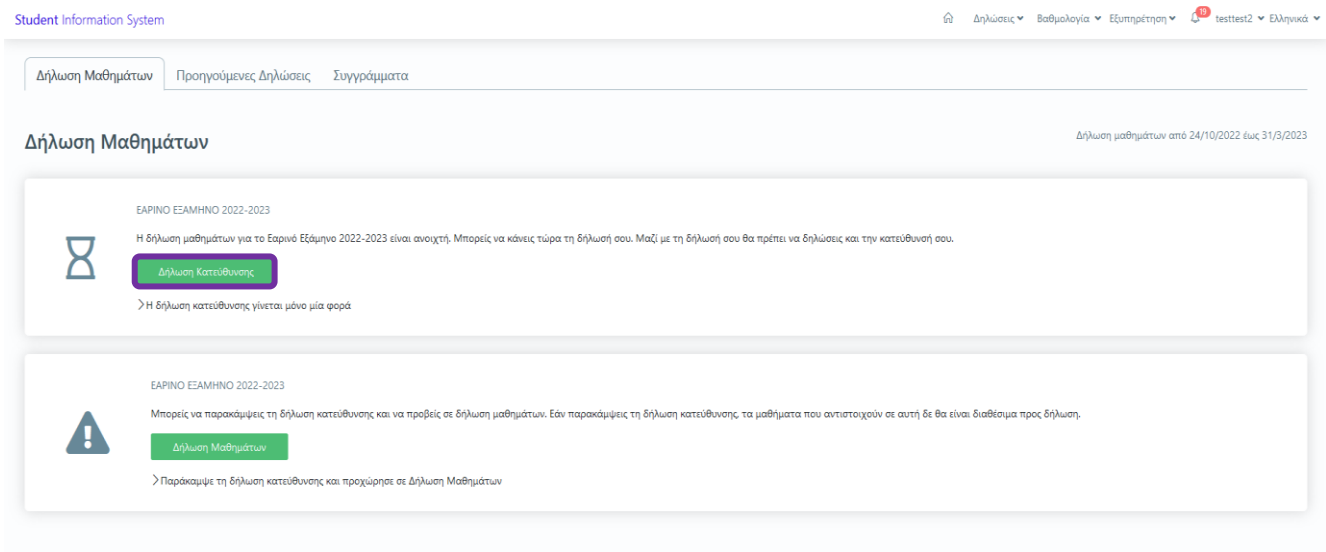 Student Information System
Δηλώσεις Βαθμολογία Εξυπηρέτηση 19 testtest2 Ελληνικά
Δήλωση Μαθημάτων Προηγούμενες Δηλώσεις Συγγράμματα
Δήλωση Μαθημάτων
Δήλωση μαθημάτων από 24/10/2022 έως 31/3/2023
ΕΑΡΙΝΟ ΕΞΑΜΗΝΟ 2022-2023
Η δήλωση μαθημάτων για το Εαρινό Εξάμηνο 2022-2023 είναι ανοιχτή. Μπορείς να κάνεις τώρα τη δήλωσή σου. Μαζί με τη δήλωσή σου θα πρέπει να δηλώσεις και την κατεύθυνσή σου.
Δήλωση Κατεύθυνσης
Η δήλωση κατεύθυνσης γίνεται μόνο μία φορά
ΕΑΡΙΝΟ ΕΞΑΜΗΝΟ 2022-2023
Μπορείς να παρακάμψεις τη δήλωση κατεύθυνσης και να προβείς σε δήλωση μαθημάτων. Εάν παρακάμψεις τη δήλωση κατεύθυνσης, τα μαθήματα που αντιστοιχούν σε αυτή δε θα είναι διαθέσιμα προς δήλωση.
Δήλωση Μαθημάτων
Παράκαμψε τη δήλωση κατεύθυνσης και προχώρησε σε Δήλωση Μαθημάτων